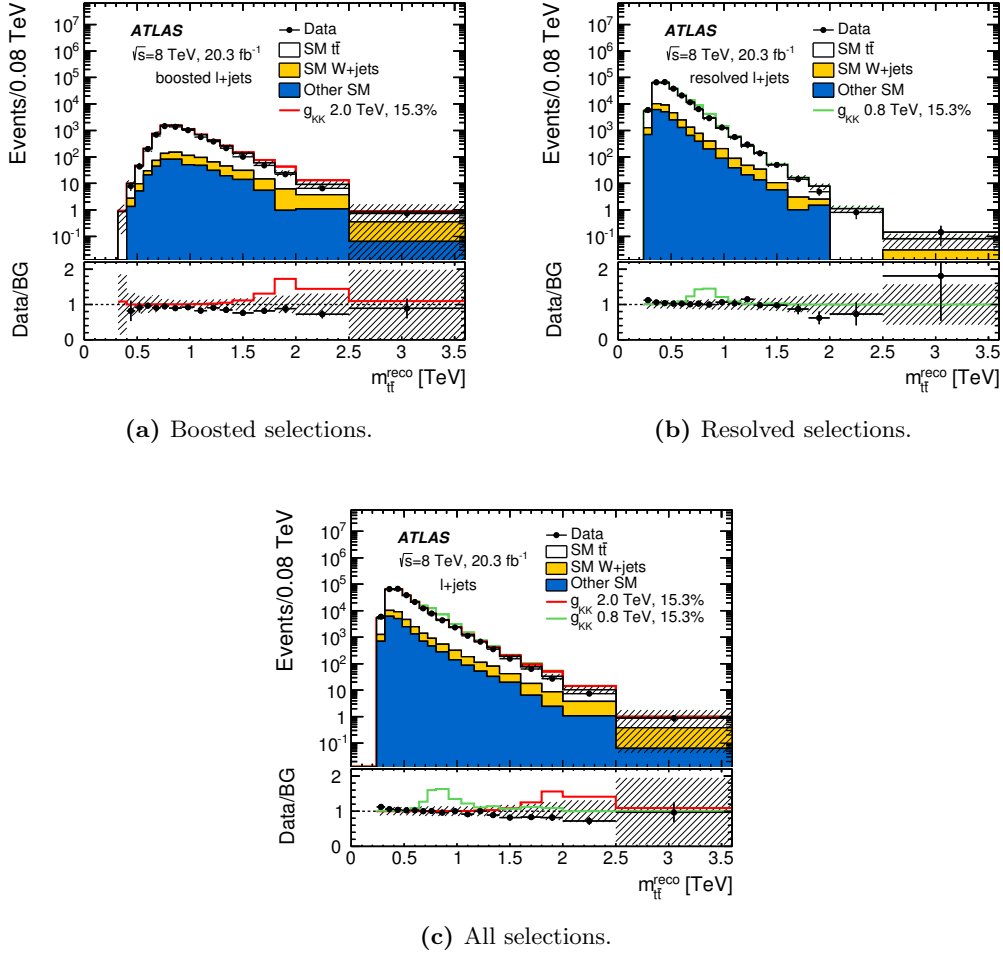 Events/0.08 TeV
10⁷
10⁶
10⁵
10⁴
10³
10²
10
1
10⁻¹
ATLAS
√s=8 TeV, 20.3 fb⁻¹
boosted l+jets
Data
SM tt̄
SM W+jets
Other SM
g_KK 2.0 TeV, 15.3%
Data/BG
2
1
0
0 0.5 1 1.5 2 2.5 3 3.5
m_tt̄^reco [TeV]
(a) Boosted selections.
Events/0.08 TeV
10⁷
10⁶
10⁵
10⁴
10³
10²
10
1
10⁻¹
ATLAS
√s=8 TeV, 20.3 fb⁻¹
resolved l+jets
Data
SM tt̄
SM W+jets
Other SM
g_KK 0.8 TeV, 15.3%
Data/BG
2
1
0
0 0.5 1 1.5 2 2.5 3 3.5
m_tt̄^reco [TeV]
(b) Resolved selections.
Events/0.08 TeV
10⁷
10⁶
10⁵
10⁴
10³
10²
10
1
10⁻¹
ATLAS
√s=8 TeV, 20.3 fb⁻¹
l+jets
Data
SM tt̄
SM W+jets
Other SM
g_KK 2.0 TeV, 15.3%
g_KK 0.8 TeV, 15.3%
Data/BG
2
1
0
0 0.5 1 1.5 2 2.5 3 3.5
m_tt̄^reco [TeV]
(c) All selections.